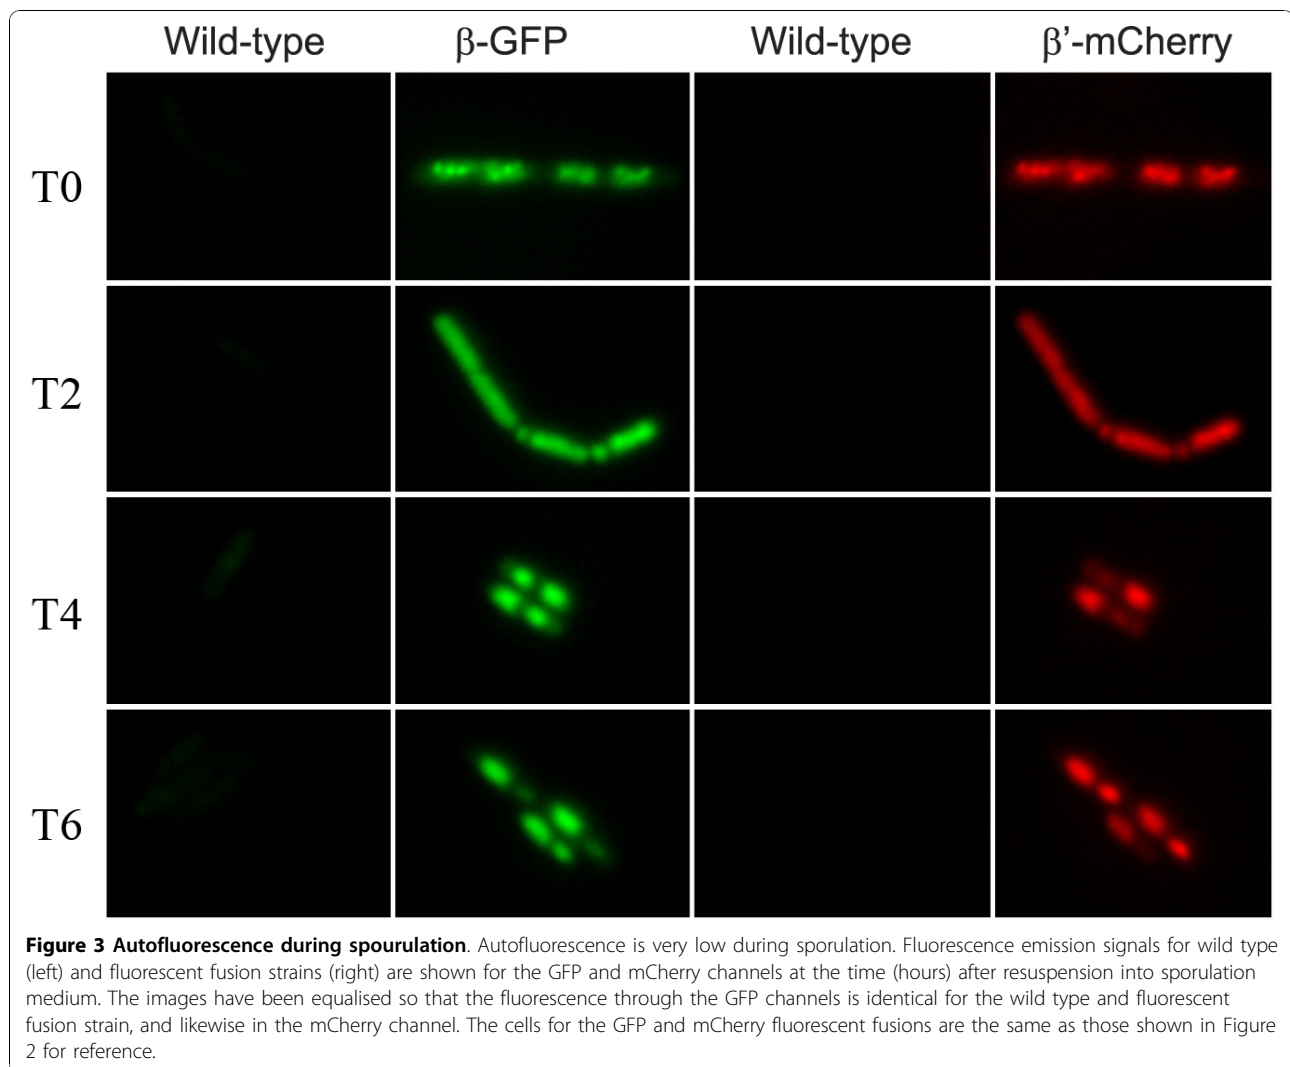 Wild-type β-GFP Wild-type β’-mCherry
T0
T2
T4
T6
Figure 3 Autofluorescence during spourulation. Autofluorescence is very low during sporulation. Fluorescence emission signals for wild type
(left) and fluorescent fusion strains (right) are shown for the GFP and mCherry channels at the time (hours) after resuspension into sporulation
medium. The images have been equalised so that the fluorescence through the GFP channels is identical for the wild type and fluorescent
fusion strain, and likewise in the mCherry channel. The cells for the GFP and mCherry fluorescent fusions are the same as those shown in Figure
2 for reference.